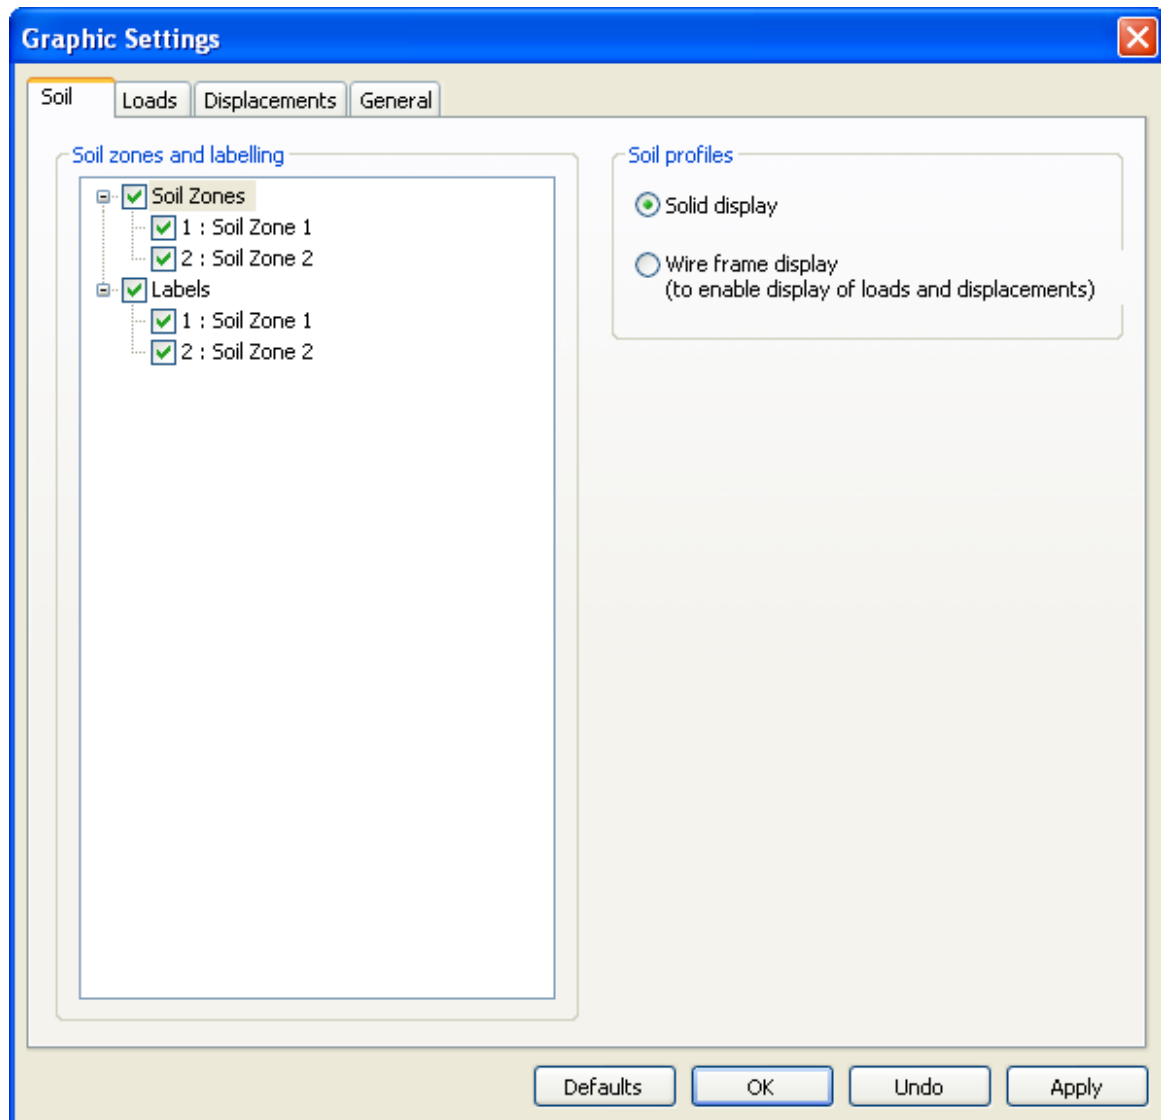 Graphic Settings
Soil
Loads
Displacements
General
Soil zones and labelling
Soil Zones
1 : Soil Zone 1
2 : Soil Zone 2
Labels
1 : Soil Zone 1
2 : Soil Zone 2
Soil profiles
Solid display
Wire frame display
(to enable display of loads and displacements)
Defaults
OK
Undo
Apply